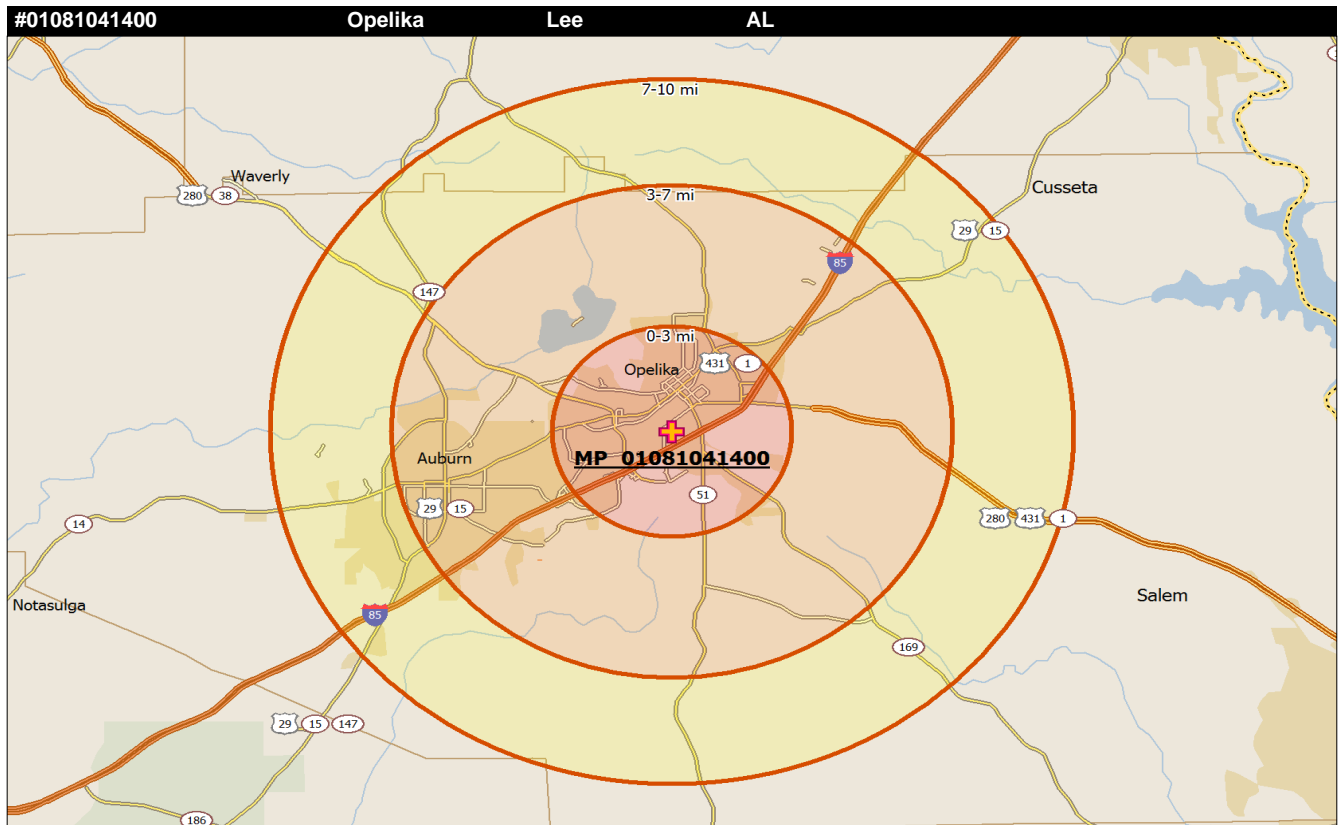 #01081041400 Opelika Lee AL
7-10 mi
Waverly
280 38
3-7 mi
Cusseta
29 15
85
147
0-3 mi
431 1
Opelika
MP 01081041400
Auburn
51
29 15
14
280 431 1
Notasulga
Salem
85
169
29 15 147
186